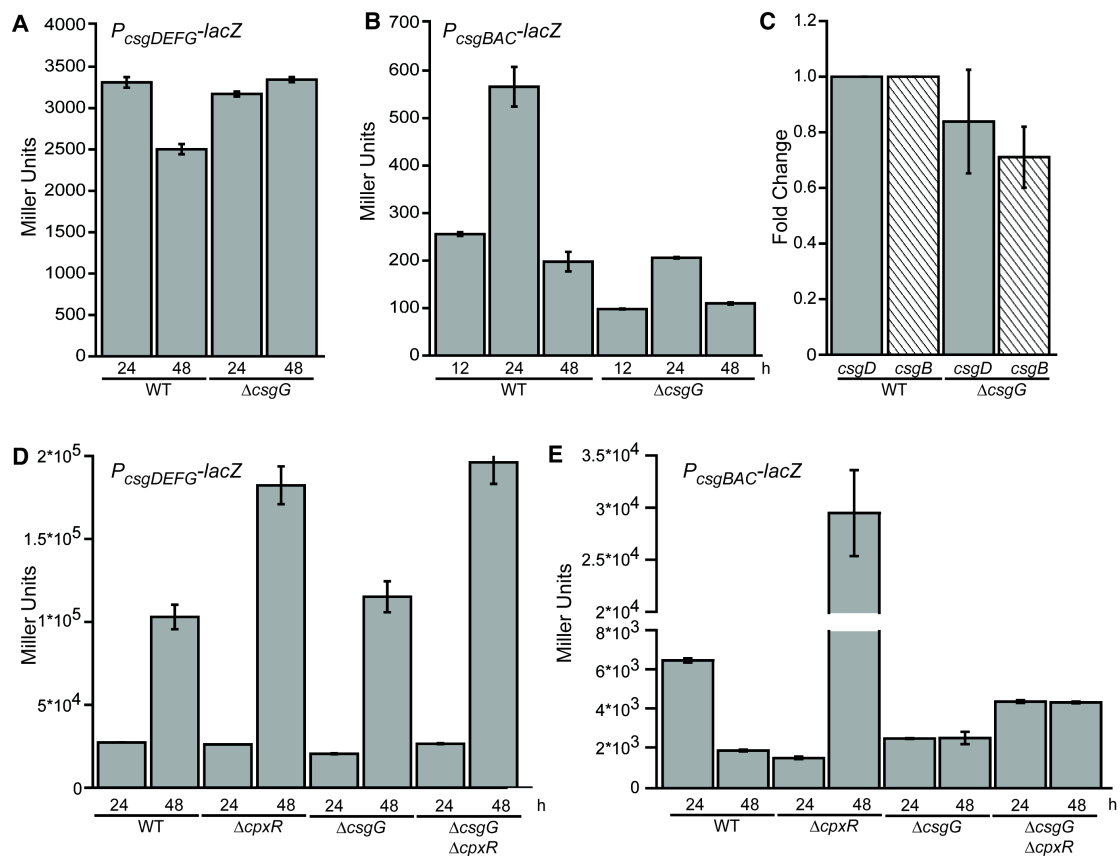 A
P_csgDEFG-lacZ
Miller Units
4000
3500
3000
2500
2000
1500
1000
500
0
24 48 24 48
WT ΔcsgG
B
P_csgBAC-lacZ
Miller Units
700
600
500
400
300
200
100
0
12 24 48 12 24 48 h
WT ΔcsgG
C
Fold Change
1.2
1.0
0.8
0.6
0.4
0.2
0
csgD csgB csgD csgB
WT ΔcsgG
D
P_csgDEFG-lacZ
Miller Units
2*10^5
1.5*10^5
1*10^5
5*10^4
0
24 48 24 48 24 48 24 48 h
WT ΔcpxR ΔcsgG ΔcsgG
ΔcpxR
E
P_csgBAC-lacZ
Miller Units
3.5*10^4
3*10^4
2.5*10^4
2*10^4
8*10^3
6*10^3
4*10^3
2*10^3
0
24 48 24 48 24 48 24 48 h
WT ΔcpxR ΔcsgG ΔcsgG
ΔcpxR